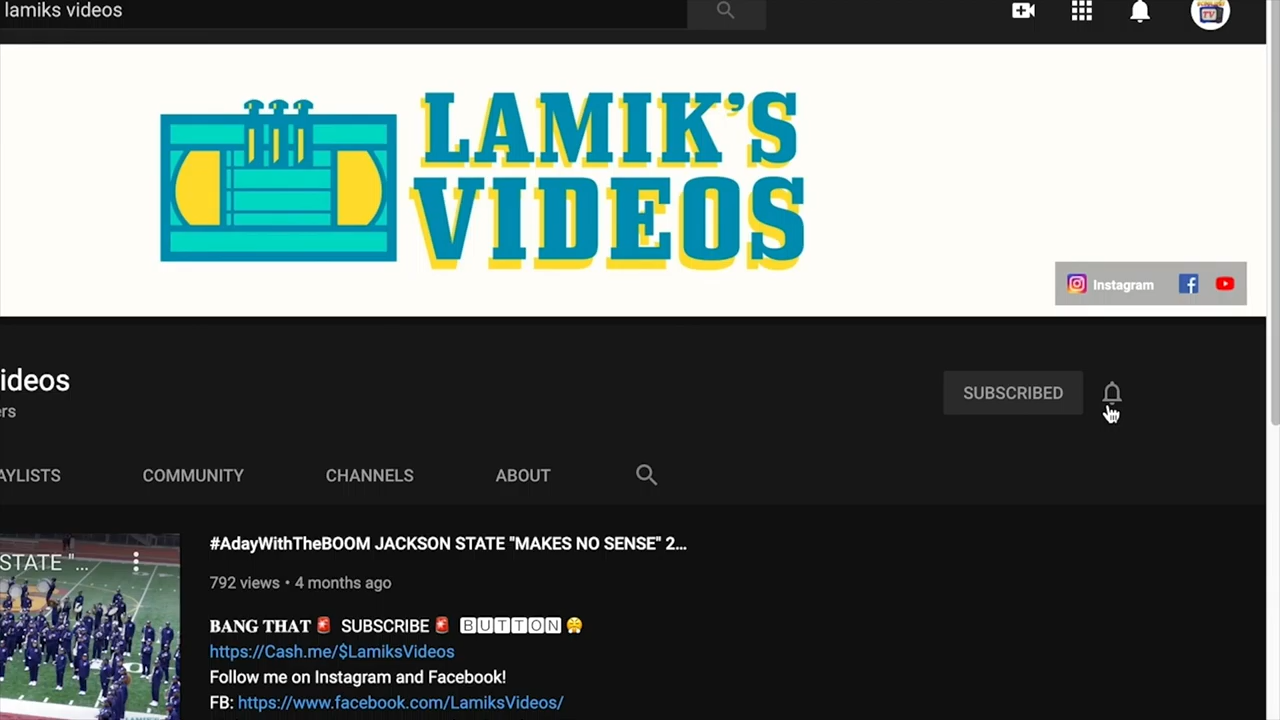 lamiks videos
TV
LAMIK'S
VIDEOS
Instagram
ideos
ers
SUBSCRIBED
AYLISTS
COMMUNITY
CHANNELS
ABOUT
STATE "...
#AdayWithTheBOOM JACKSON STATE "MAKES NO SENSE" 2...
792 views • 4 months ago
𝐁𝐀𝐍𝐆 𝐓𝐇𝐀𝐓🚨 SUBSCRIBE🚨 🄱🅄🅃🅃🄾🄽 😤
https://Cash.me/$LamiksVideos
Follow me on Instagram and Facebook!
FB: https://www.facebook.com/LamiksVideos/